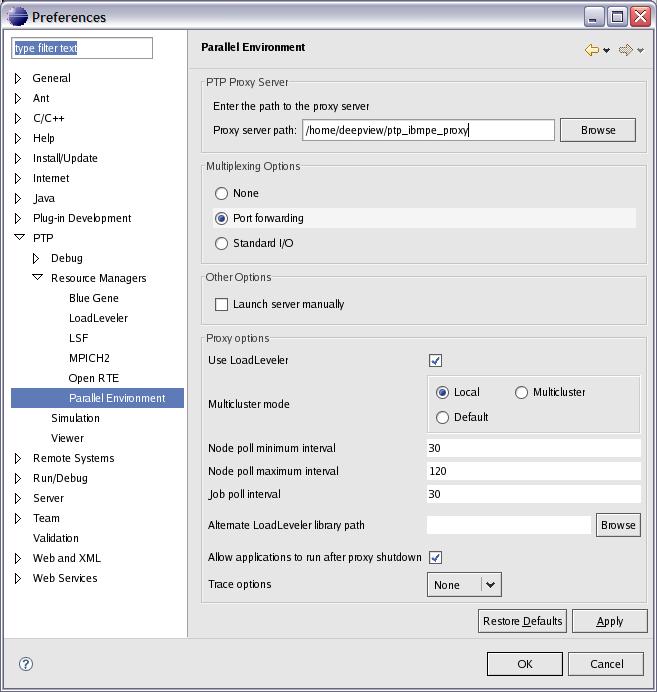 Preferences
type filter text
General
Ant
C/C++
Help
Install/Update
Internet
Java
Plug-in Development
PTP
Debug
Resource Managers
Blue Gene
LoadLeveler
LSF
MPICH2
Open RTE
Parallel Environment
Simulation
Viewer
Remote Systems
Run/Debug
Server
Team
Validation
Web and XML
Web Services
Parallel Environment
PTP Proxy Server
Enter the path to the proxy server
Proxy server path: /home/deepview/ptp_ibmpe_proxy Browse
Multiplexing Options
None
Port forwarding
Standard I/O
Other Options
Launch server manually
Proxy options
Use LoadLeveler
Multicluster mode
Local Multicluster
Default
Node poll minimum interval 30
Node poll maximum interval 120
Job poll interval 30
Alternate LoadLeveler library path Browse
Allow applications to run after proxy shutdown
Trace options None
Restore Defaults Apply
? OK Cancel